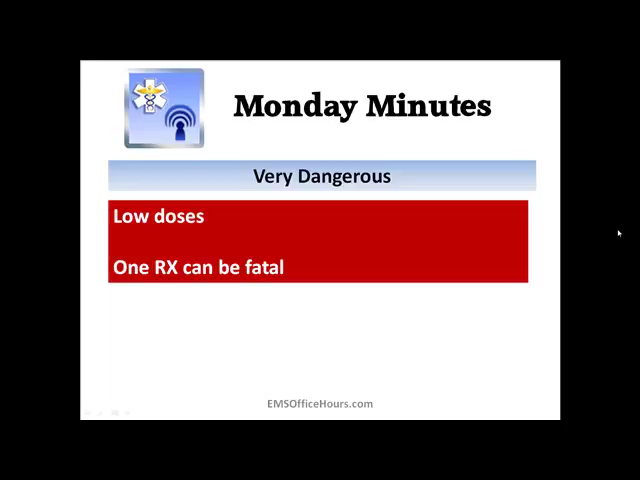 Monday Minutes
Very Dangerous
Low doses
One RX can be fatal
EMSOfficeHours.com